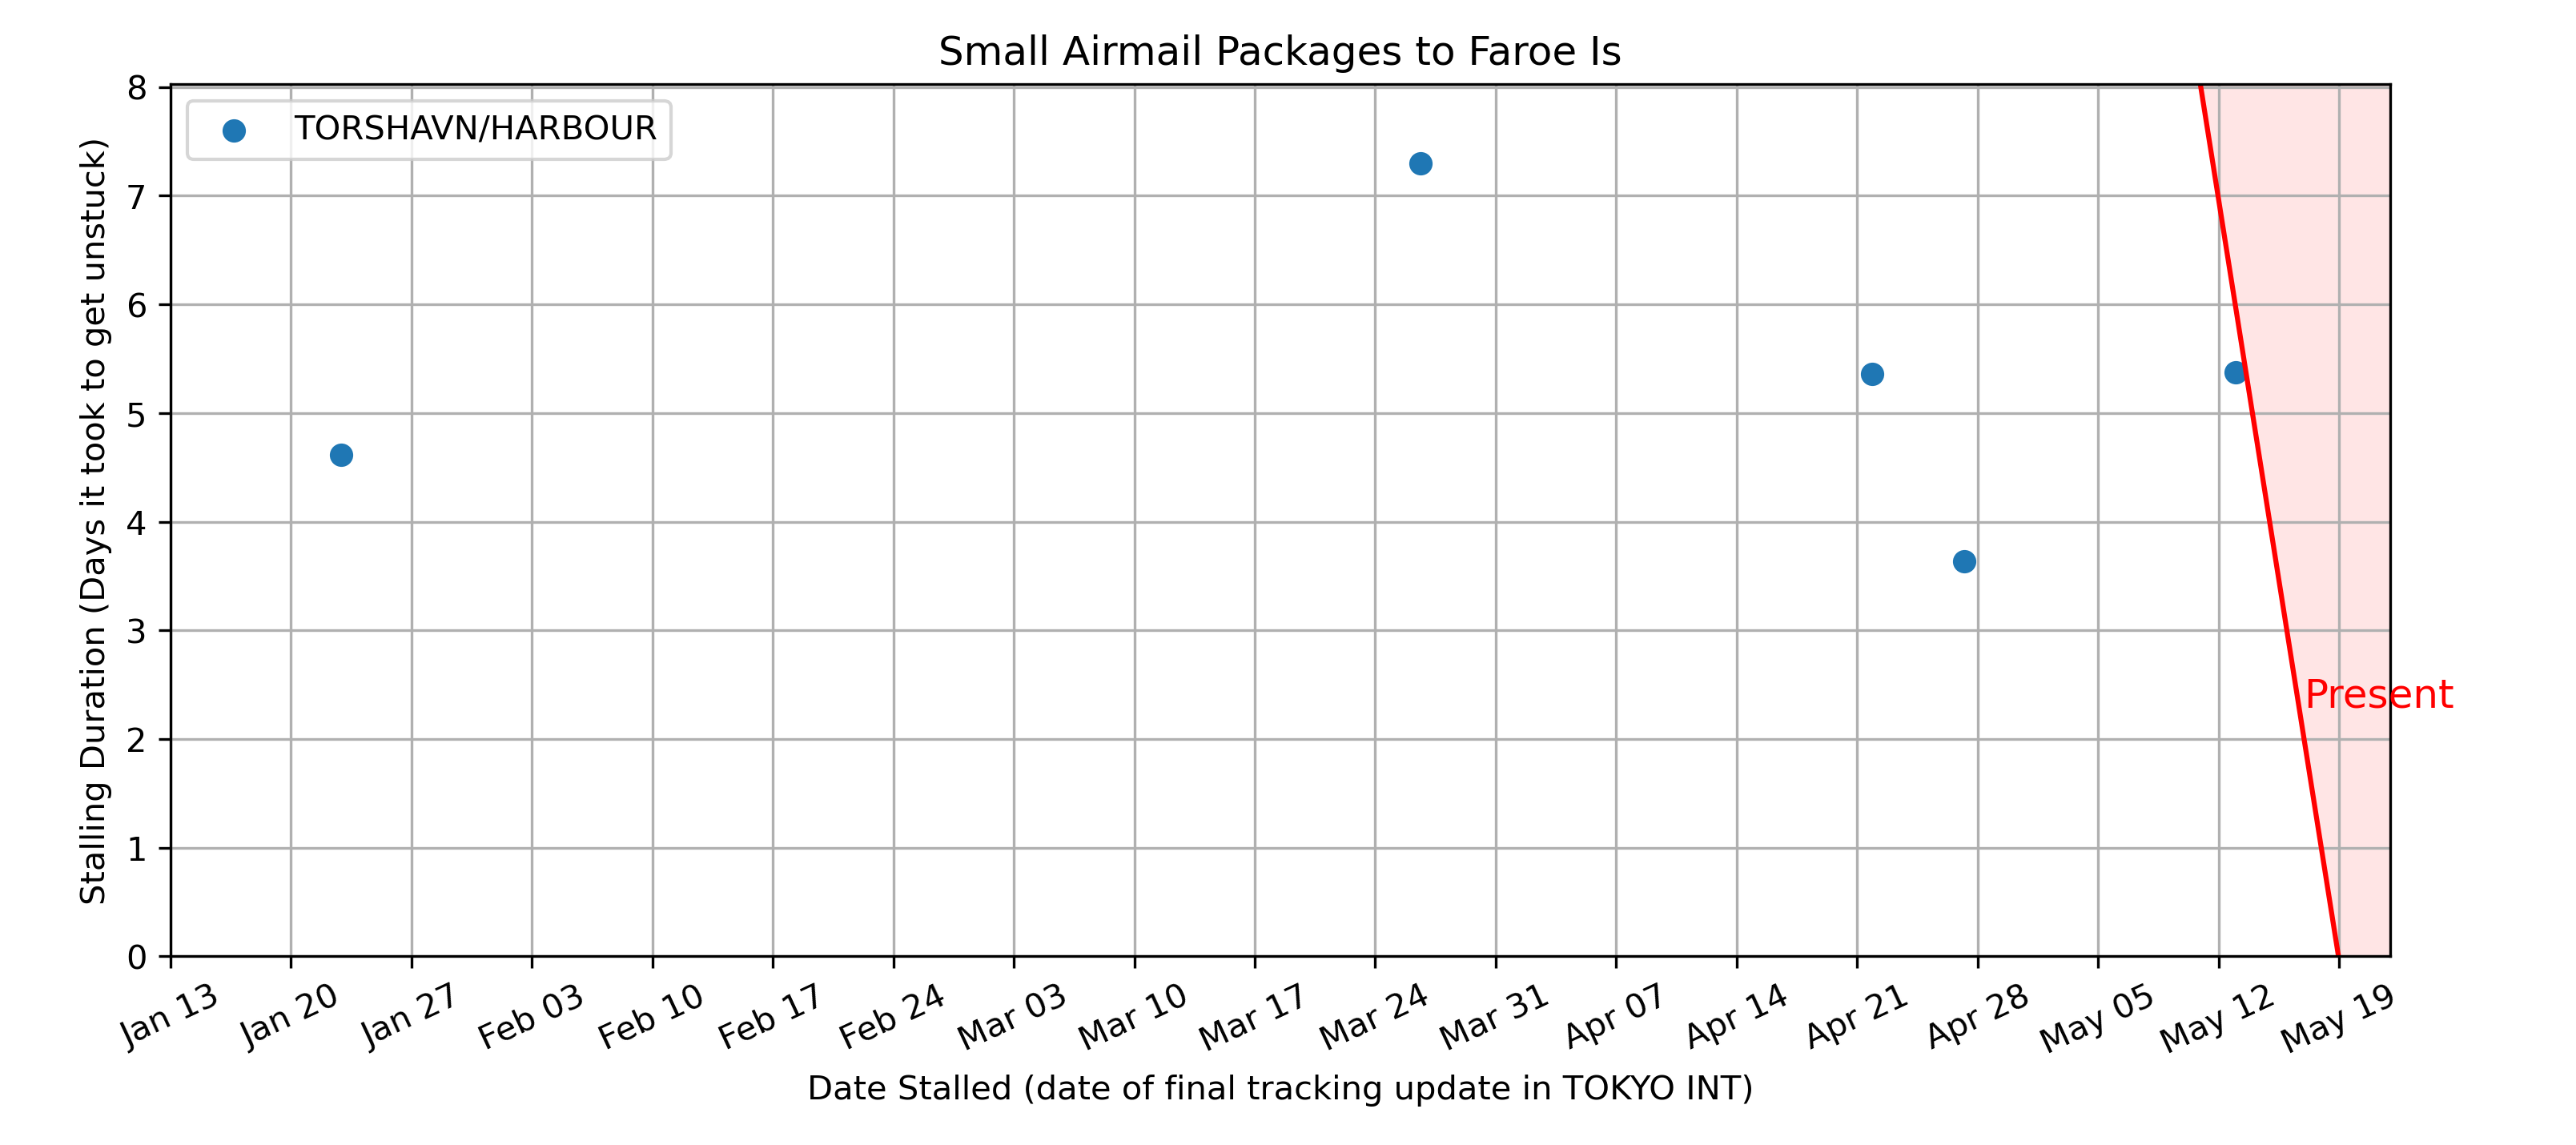 Small Airmail Packages to Faroe Is
TORSHAVN/HARBOUR
Stalling Duration (Days it took to get unstuck)
8
7
6
5
4
3
2
1
0
Present
Jan 13
Jan 20
Jan 27
Feb 03
Feb 10
Feb 17
Feb 24
Mar 03
Mar 10
Mar 17
Mar 24
Mar 31
Apr 07
Apr 14
Apr 21
Apr 28
May 05
May 12
May 19
Date Stalled (date of final tracking update in TOKYO INT)